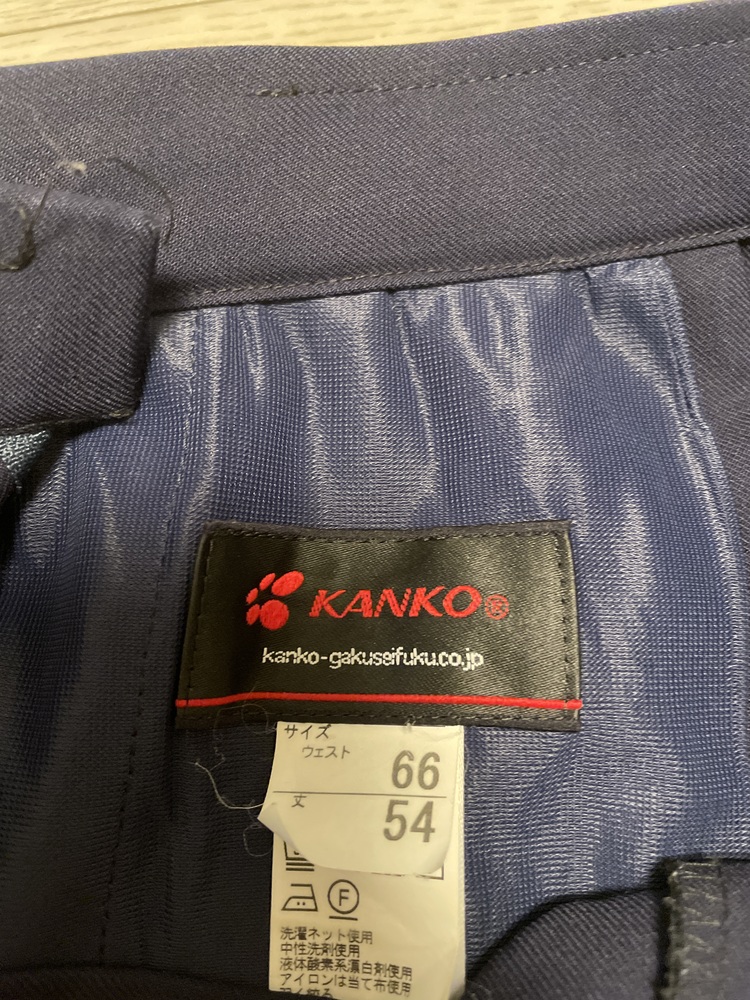 KANKO®
kanko-gakuseifuku.co.jp
サイズ
ウェスト
66
丈
54
F
洗濯ネット使用
中性洗剤使用
液体酸素系漂白剤使用
アイロンは当て布使用